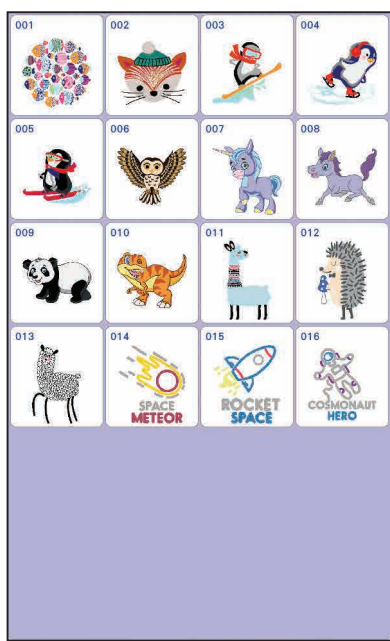 001
002
003
004
005
006
007
008
009
010
011
012
013
014
015
016
SPACE
METEOR
ROCKET
SPACE
COSMONAUT
HERO